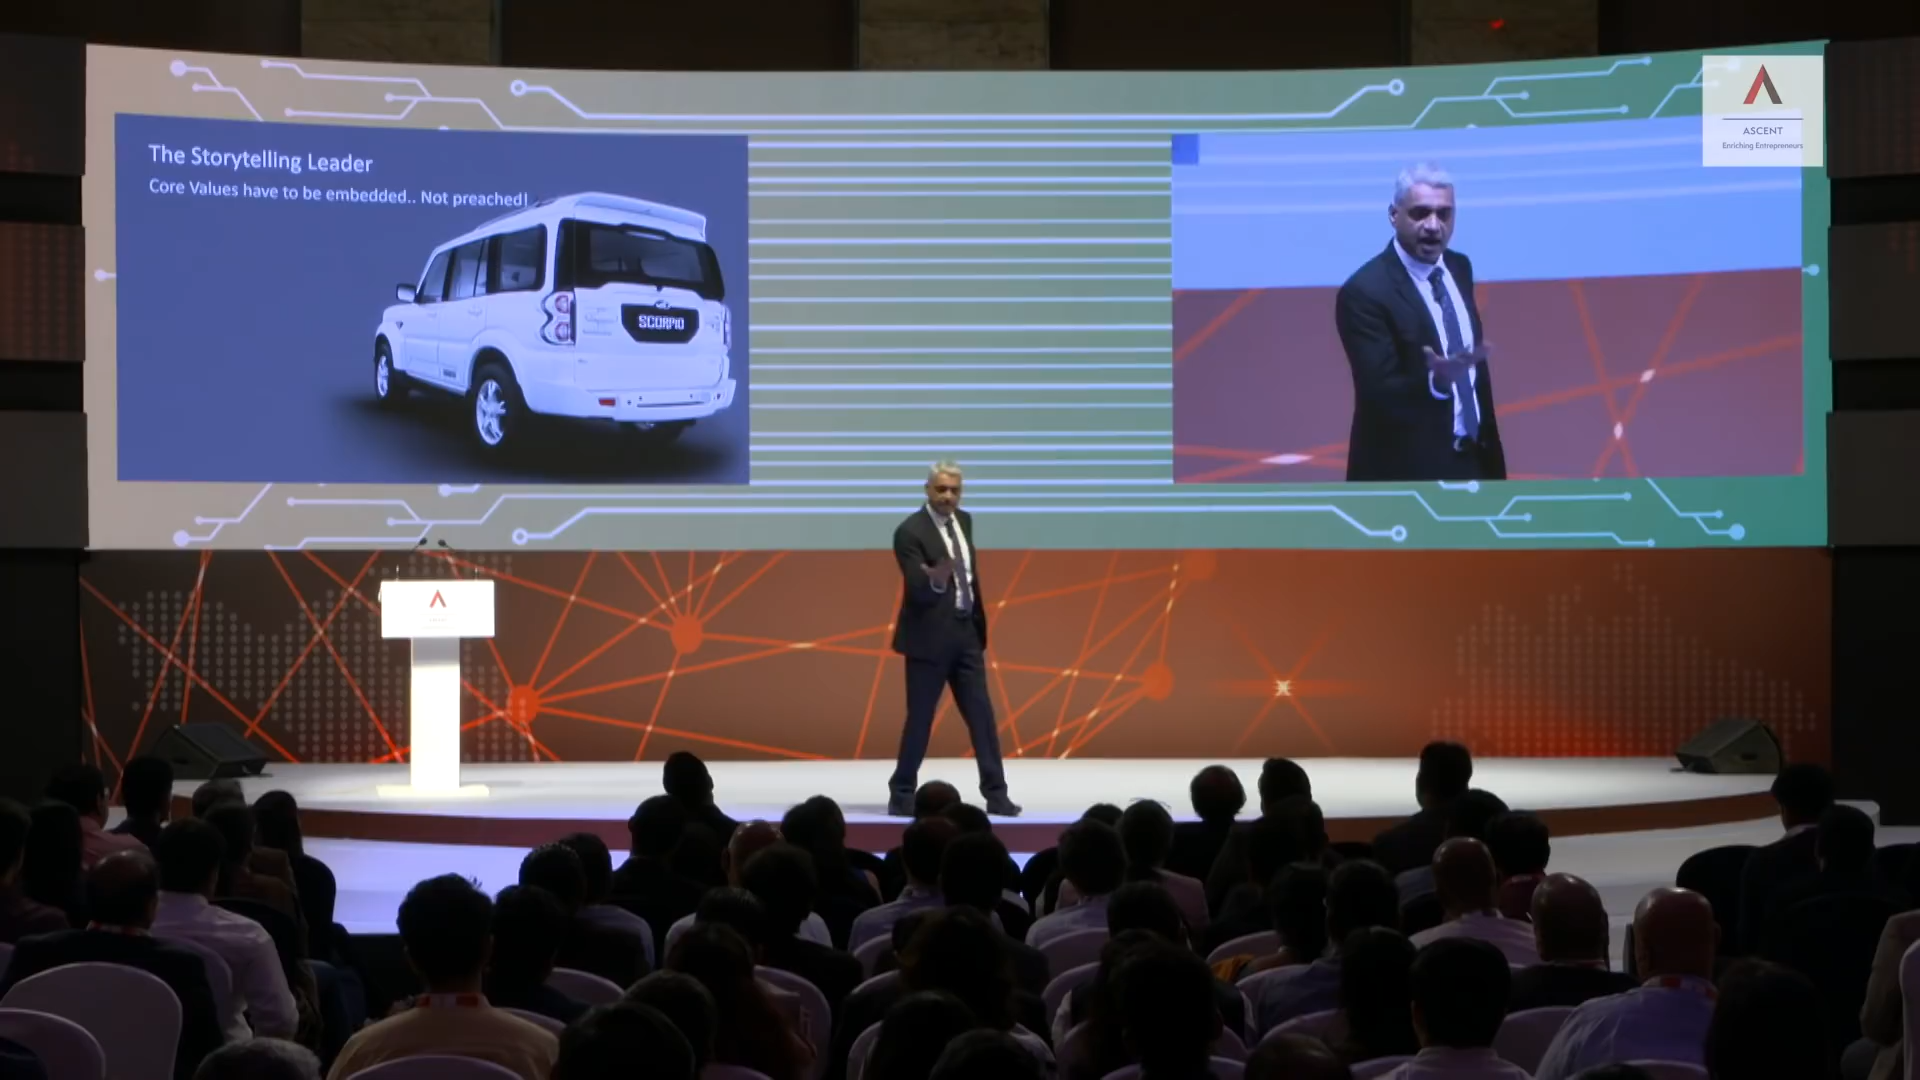 The Storytelling Leader
Core Values have to be embedded.. Not preached!
SCORPIO
ASCENT
Enriching Entrepreneurs